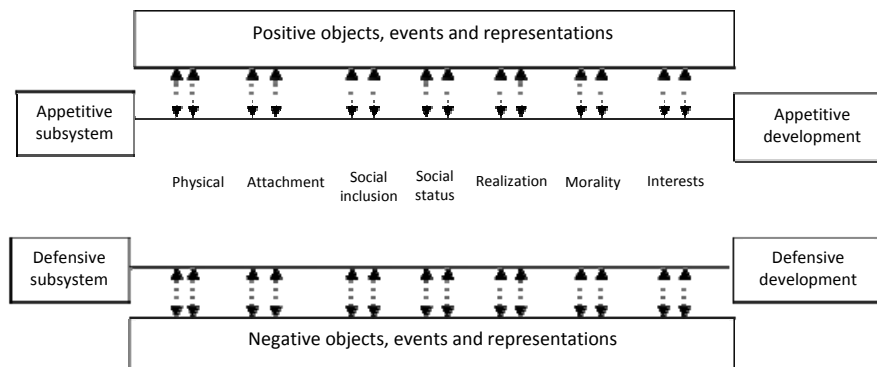 Positive objects, events and representations
Appetitive
subsystem
Appetitive
development
Physical
Attachment
Social
inclusion
Social
status
Realization
Morality
Interests
Defensive
subsystem
Defensive
development
Negative objects, events and representations